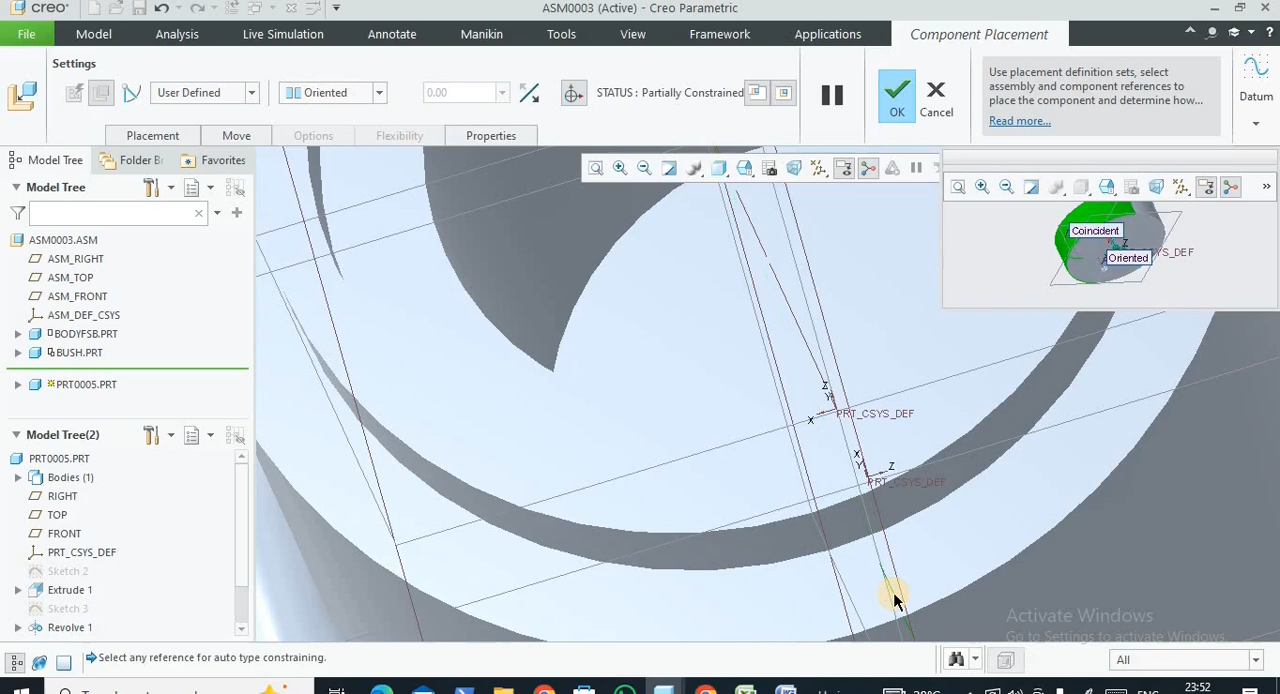 creo
ASM0003 (Active) - Creo Parametric
File
Model
Analysis
Live Simulation
Annotate
Manikin
Tools
View
Framework
Applications
Component Placement
Settings
User Defined
Oriented
0.00
STATUS : Partially Constrained
OK
Cancel
Use placement definition sets, select
assembly and component references to
place the component and determine how...
Read more...
Datum
Placement
Move
Options
Flexibility
Properties
Model Tree
Folder Br
Favorites
Model Tree
ASM0003.ASM
ASM_RIGHT
ASM_TOP
ASM_FRONT
ASM_DEF_CSYS
BODYFSB.PRT
BUSH.PRT
PRT0005.PRT
Model Tree(2)
PRT0005.PRT
Bodies (1)
RIGHT
TOP
FRONT
PRT_CSYS_DEF
Sketch 2
Extrude 1
Sketch 3
Revolve 1
Coincident
Z
Oriented
Z
Y
X
PRT_CSYS_DEF
X
Y
Z
PRT_CSYS_DEF
Activate Windows
Go to Settings to activate Windows.
Select any reference for auto type constraining.
All
23:52
ENG